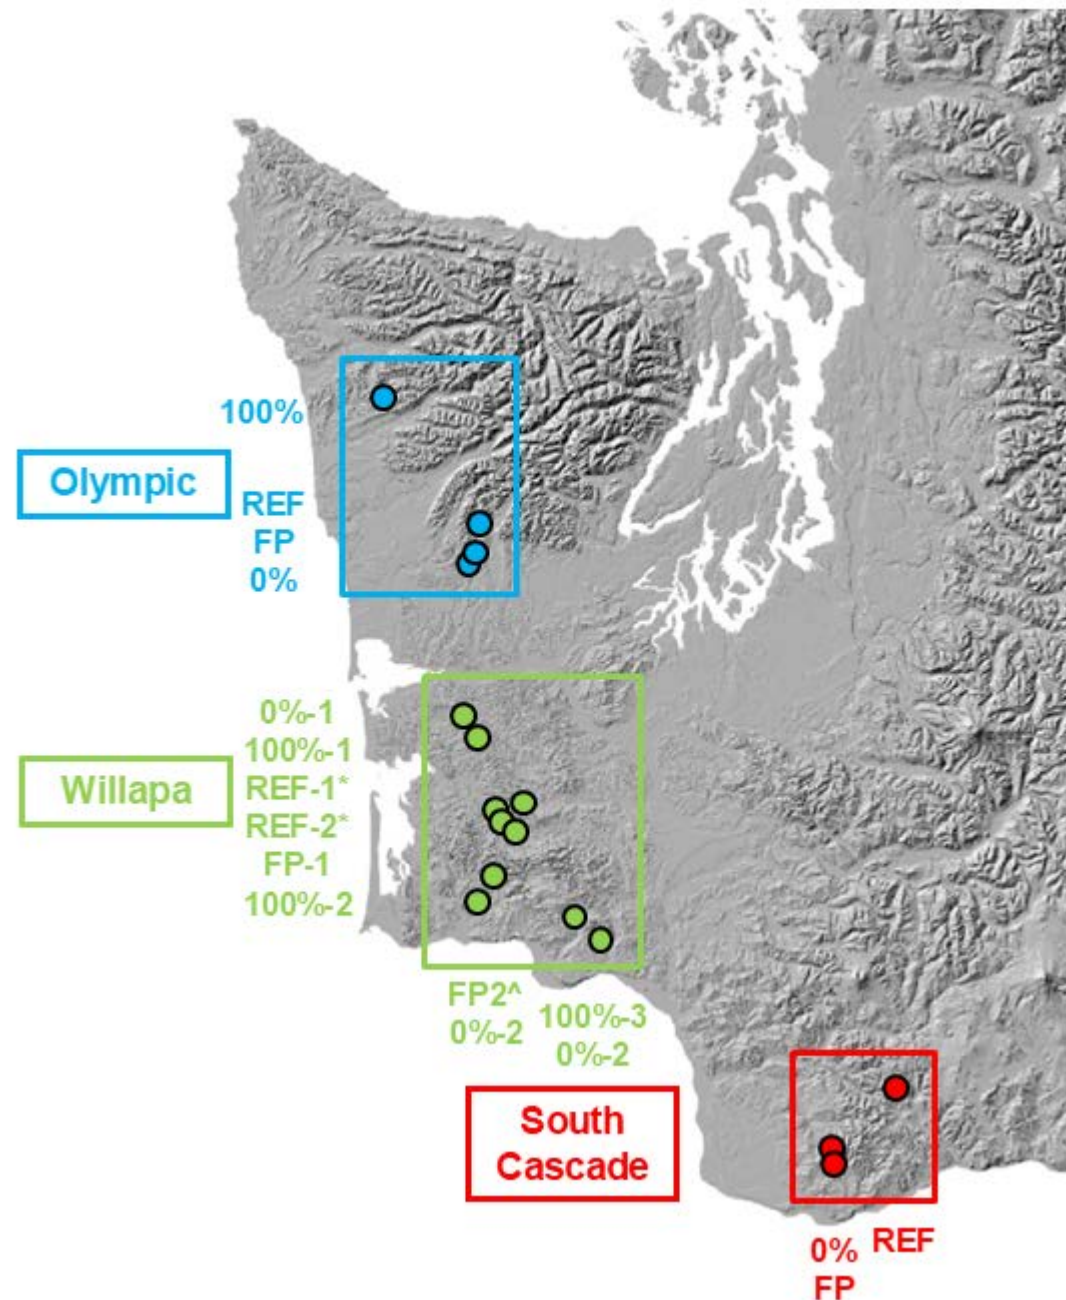 100%
Olympic
REF
FP
0%
0%-1
100%-1
Willapa
REF-1*
REF-2*
FP-1
100%-2
FP2^
0%-2
100%-3
0%-2
South
Cascade
0%
FP
REF